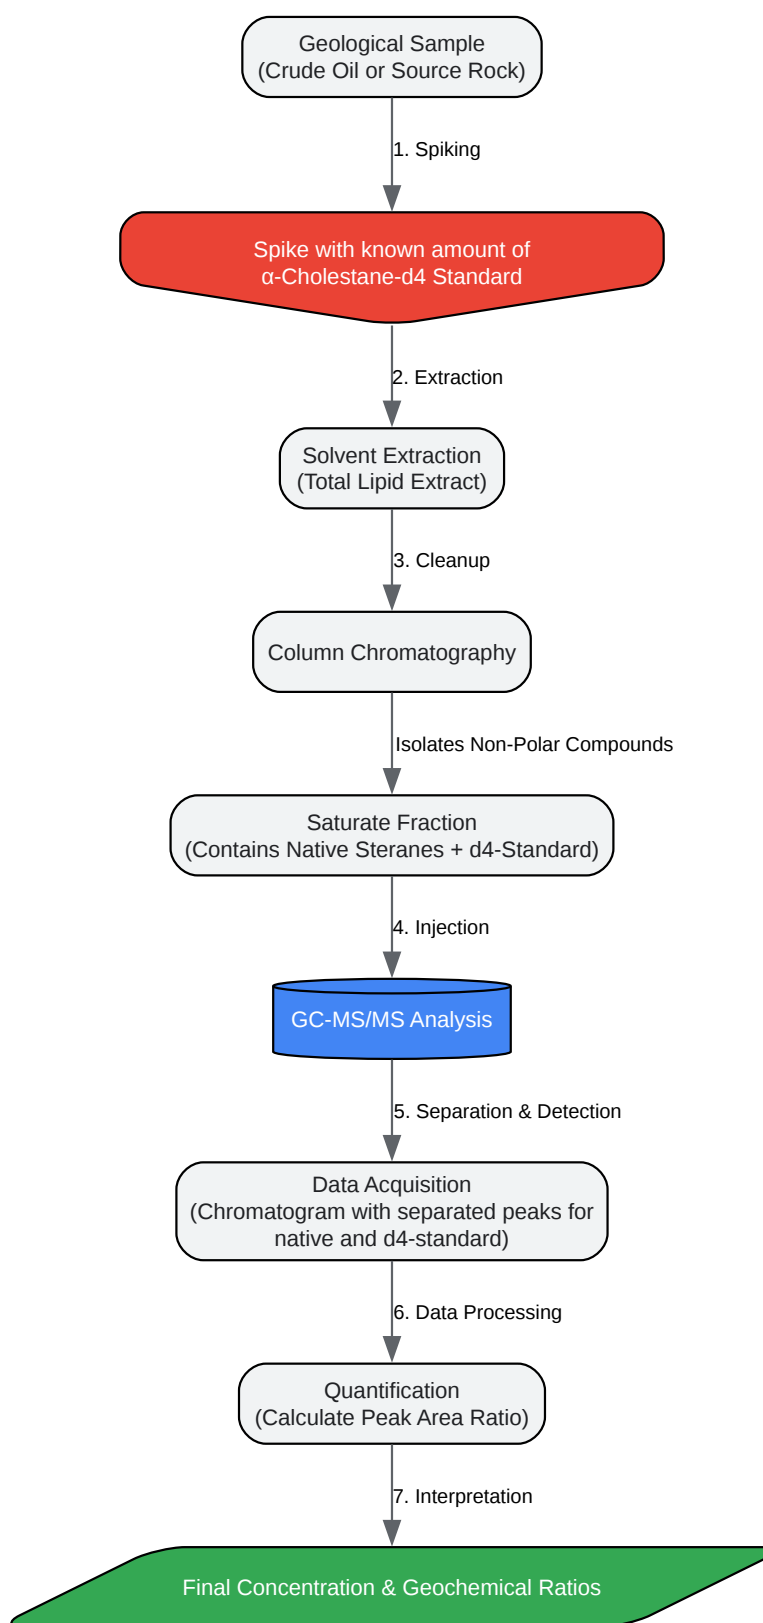 Geological Sample
(Crude Oil or Source Rock)
1. Spiking
Spike with known amount of
α-Cholestane-d4 Standard
2. Extraction
Solvent Extraction
(Total Lipid Extract)
3. Cleanup
Column Chromatography
Isolates Non-Polar Compounds
Saturate Fraction
(Contains Native Steranes + d4-Standard)
4. Injection
GC-MS/MS Analysis
5. Separation & Detection
Data Acquisition
(Chromatogram with separated peaks for
native and d4-standard)
6. Data Processing
Quantification
(Calculate Peak Area Ratio)
7. Interpretation
Final Concentration & Geochemical Ratios